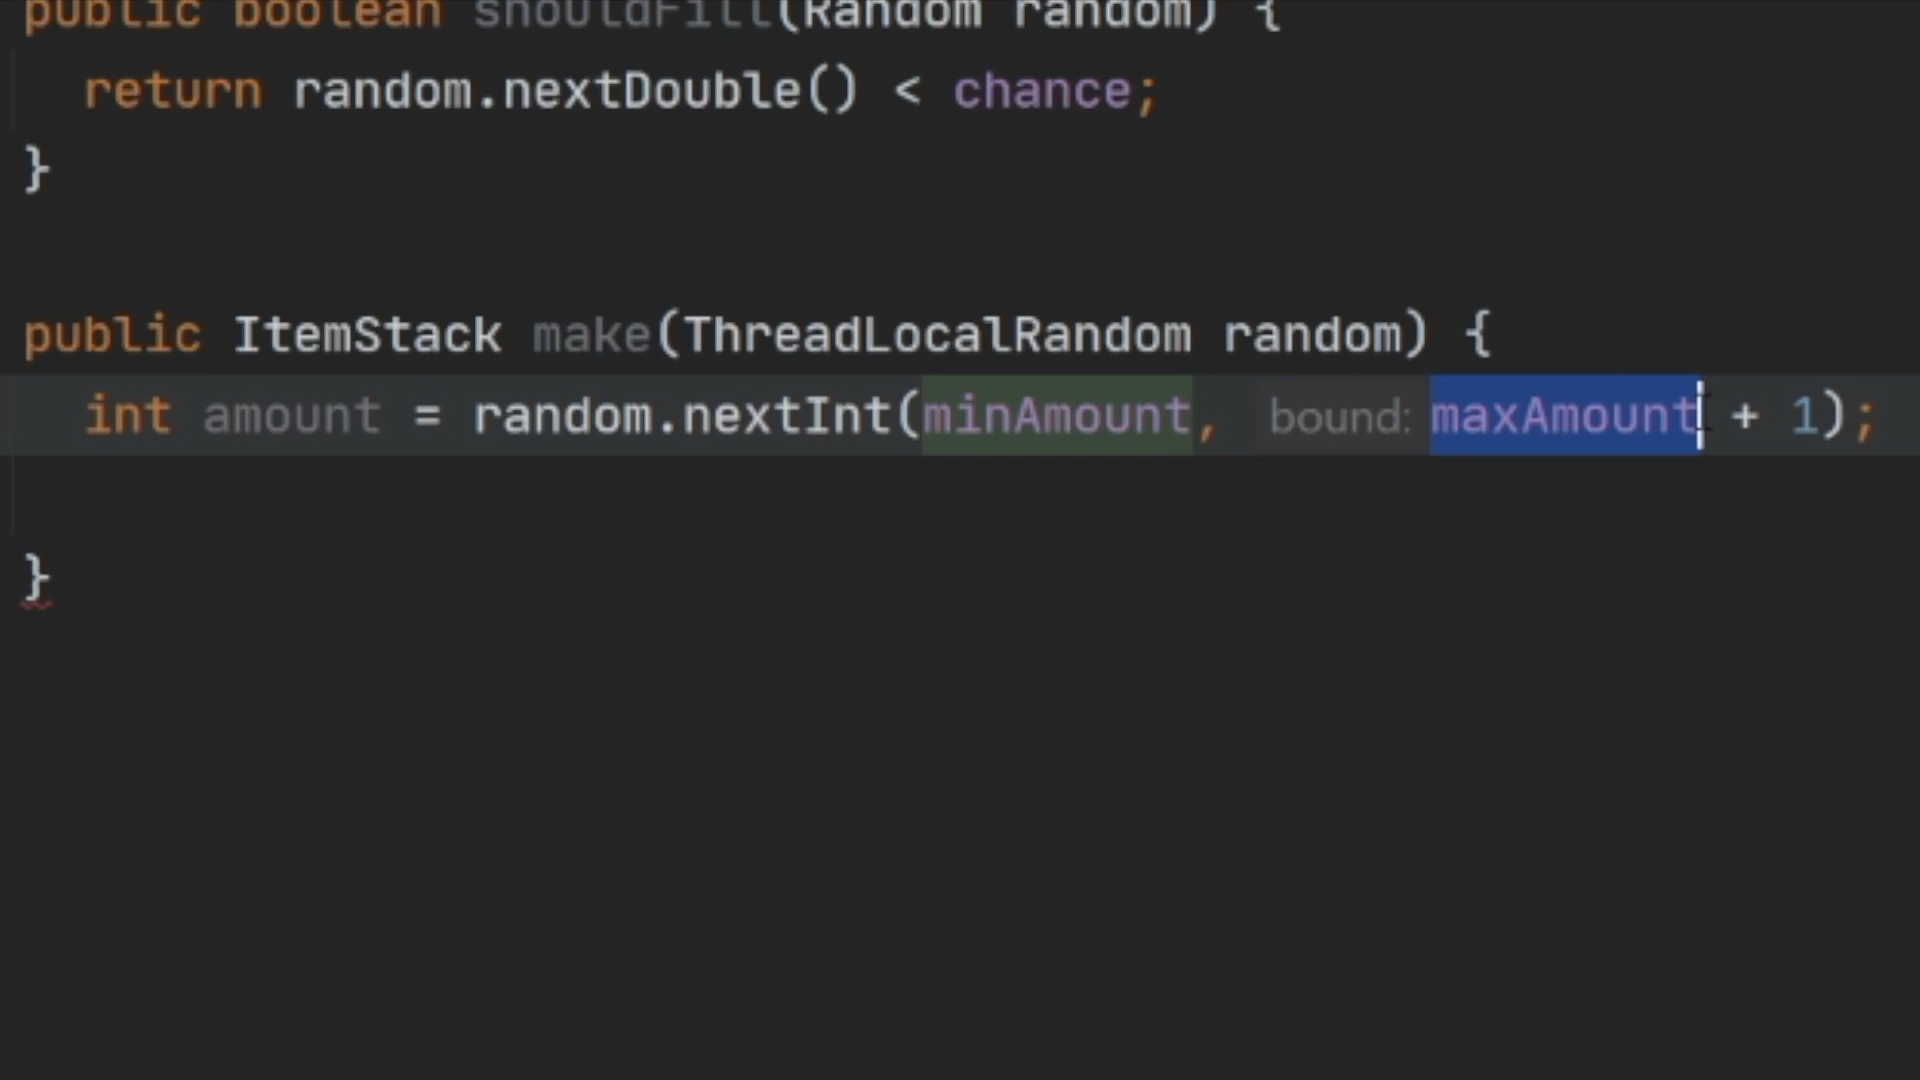 public boolean shouldFill(Random random) {
return random.nextDouble() < chance;
}
public ItemStack make(ThreadLocalRandom random) {
int amount = random.nextInt(minAmount, bound: maxAmount + 1);
}